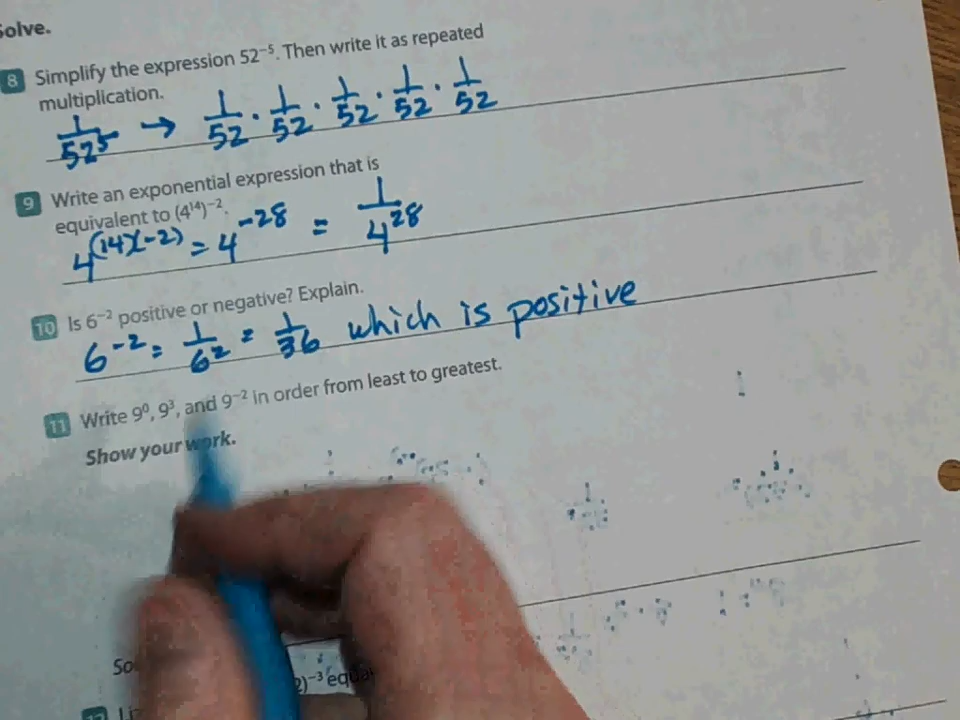 Solve.
8 Simplify the expression 52⁻⁵. Then write it as repeated
multiplication.
1/52⁵ → 1/52 · 1/52 · 1/52 · 1/52 · 1/52
9 Write an exponential expression that is
equivalent to (4¹⁴)⁻².
4^(14)(-2) = 4⁻²⁸ = 1/4²⁸
10 Is 6⁻² positive or negative? Explain.
6⁻² = 1/6² = 1/36 which is positive
11 Write 9⁰, 9³, and 9⁻² in order from least to greatest.
Show your work.